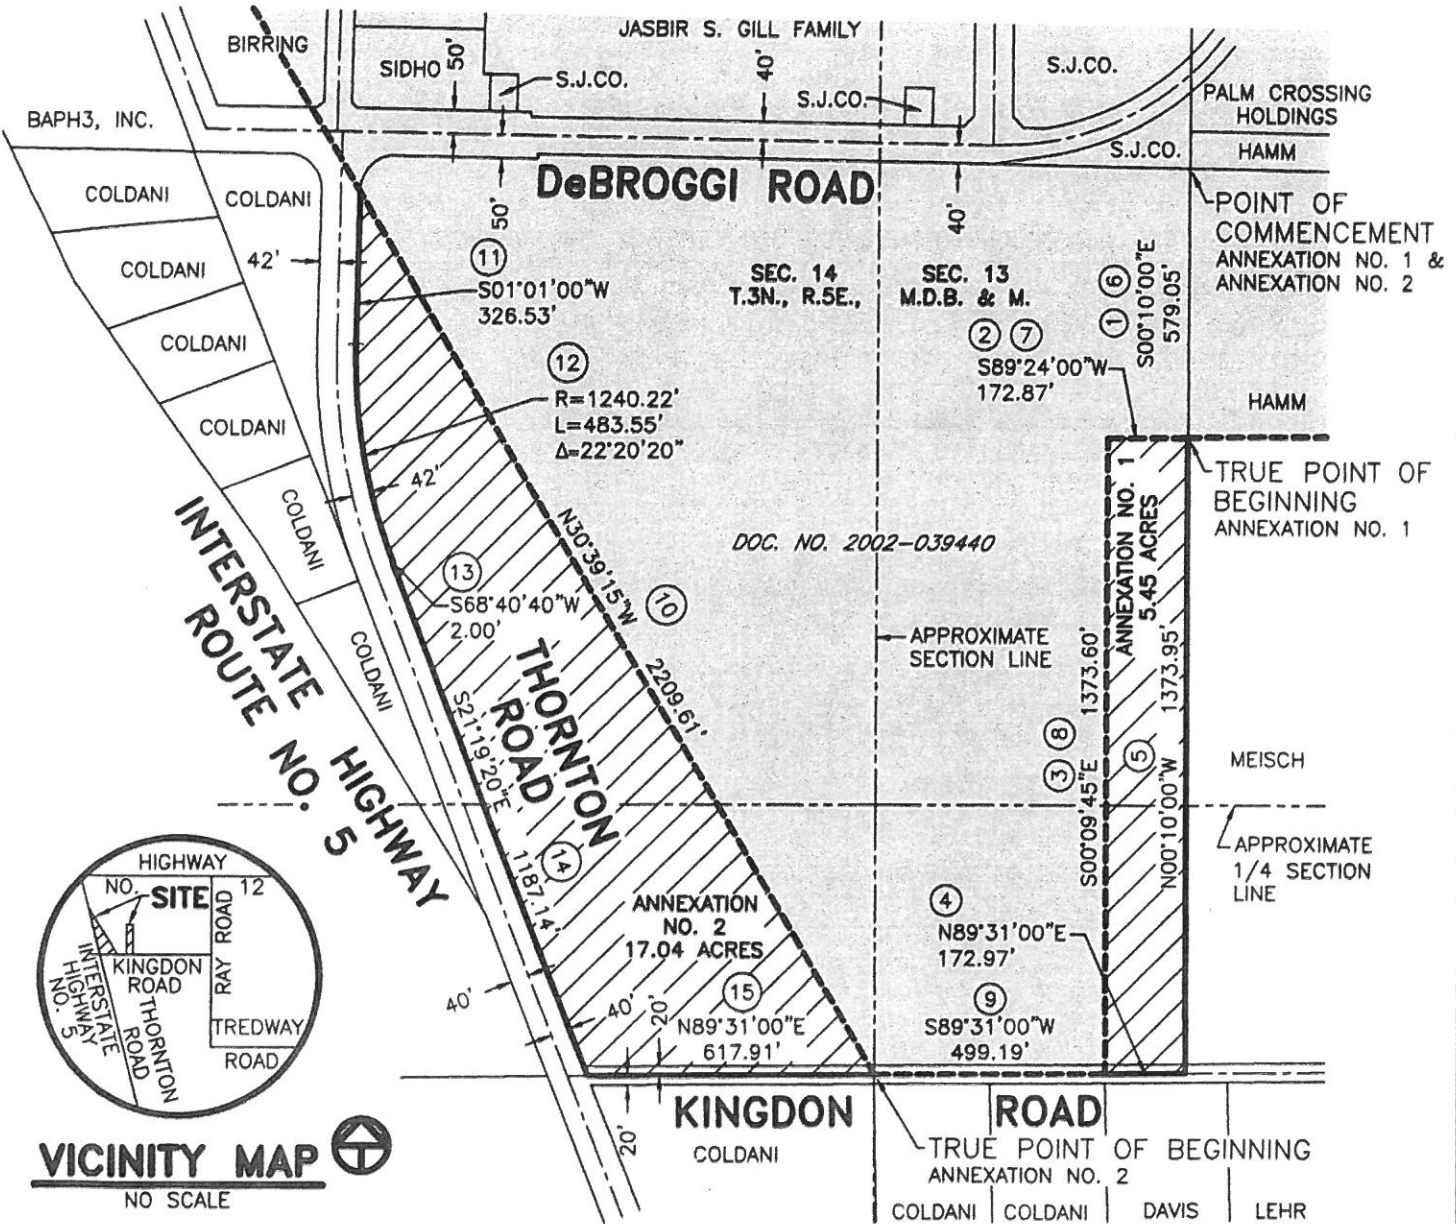 BIRRING
SIDHO
50'
S.J.CO.
JASBIR S. GILL FAMILY
40'
S.J.CO.
S.J.CO.
PALM CROSSING
HOLDINGS
HAMM
S.J.CO.
BAPH3, INC.
DeBROGGI ROAD
50'
40'
POINT OF
COMMENCEMENT
ANNEXATION NO. 1 &
ANNEXATION NO. 2
COLDANI
COLDANI
COLDANI
COLDANI
COLDANI
COLDANI
COLDANI
42'
11
S01°01'00"W
326.53'
12
R=1240.22'
L=483.55'
Δ=22°20'20"
SEC. 14
T.3N., R.5E.,
SEC. 13
M.D.B. & M.
1 6
S00°10'00"E
579.05'
2 7
S89°24'00"W
172.87'
HAMM
TRUE POINT OF
BEGINNING
ANNEXATION NO. 1
42'
INTERSTATE HIGHWAY
ROUTE NO. 5
13
S68°40'40"W
2.00'
N30°39'15"W 2209.61'
10
DOC. NO. 2002-039440
ANNEXATION NO. 1
5.45 ACRES
APPROXIMATE
SECTION LINE
THORNTON
ROAD
S21°19'20"E 1187.14'
14
3 8
S00°09'45"E 1373.60'
5
N00°10'00"W 1373.95'
MEISCH
APPROXIMATE
1/4 SECTION
LINE
ANNEXATION
NO. 2
17.04 ACRES
15
N89°31'00"E
617.91'
4
N89°31'00"E
172.97'
9
S89°31'00"W
499.19'
40'
40'
20'
20'
HIGHWAY
NO. 12
SITE
RAY ROAD
KINGDON
ROAD
INTERSTATE
HIGHWAY
NO. 5
THORNTON
ROAD
TREDWAY
ROAD
VICINITY MAP
NO SCALE
KINGDON ROAD
COLDANI
TRUE POINT OF BEGINNING
ANNEXATION NO. 2
COLDANI
COLDANI
DAVIS
LEHR